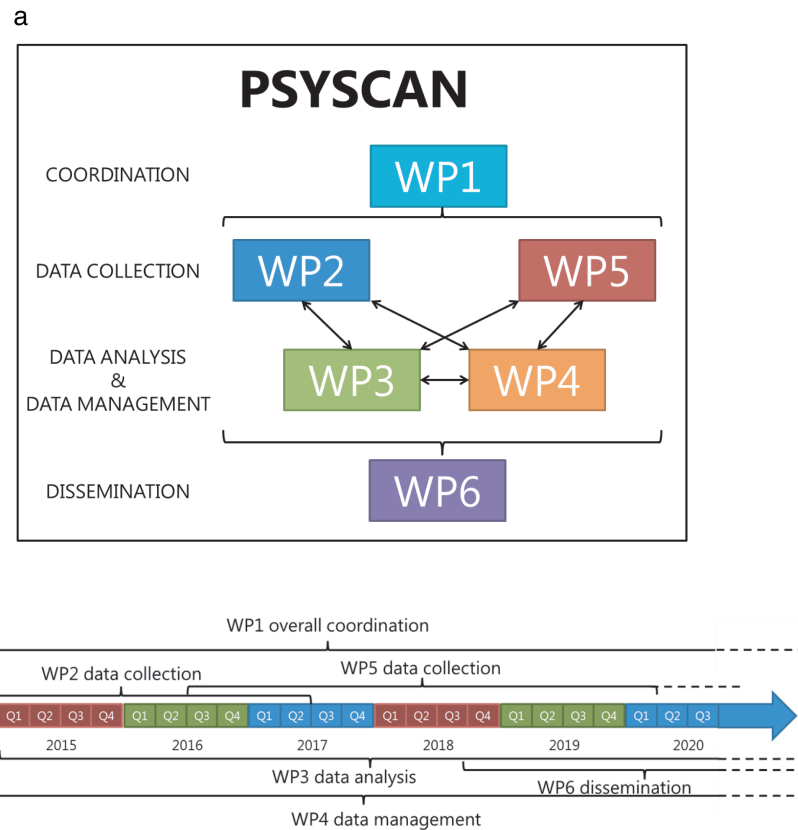 a
PSYSCAN
COORDINATION
WP1
DATA COLLECTION
WP2
WP5
DATA ANALYSIS
&
DATA MANAGEMENT
WP3
WP4
DISSEMINATION
WP6
WP1 overall coordination
WP2 data collection
WP5 data collection
Q1 Q2 Q3 Q4 Q1 Q2 Q3 Q4 Q1 Q2 Q3 Q4 Q1 Q2 Q3 Q4 Q1 Q2 Q3 Q4 Q1 Q2 Q3
2015 2016 2017 2018 2019 2020
WP3 data analysis
WP6 dissemination
WP4 data management